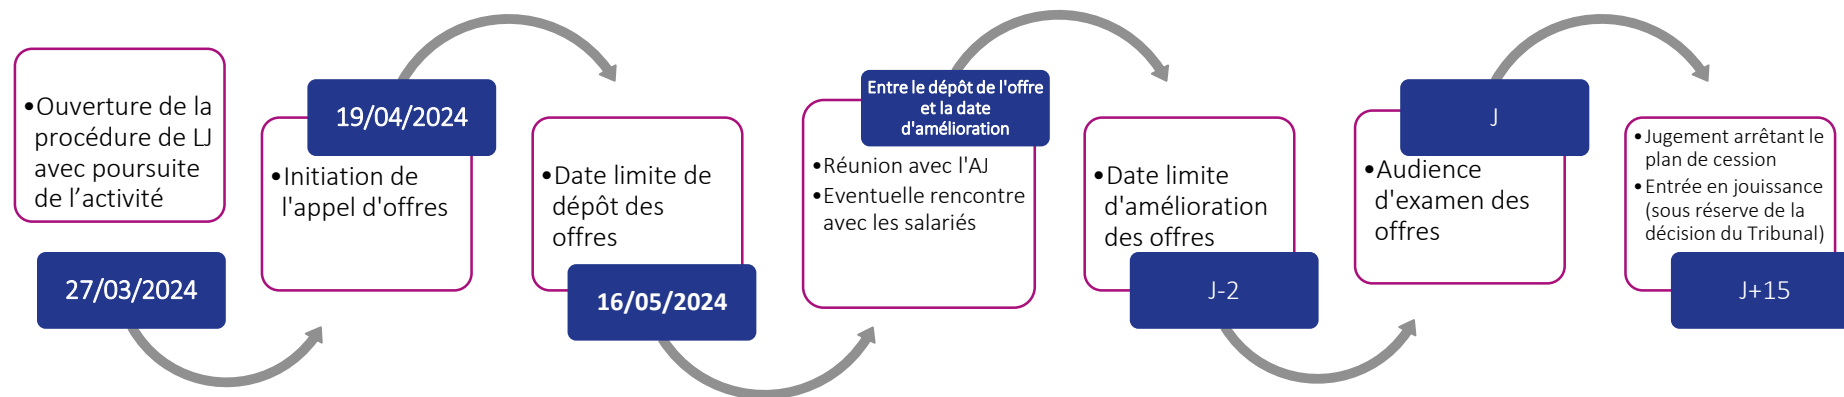 •Ouverture de la
procédure de LJ
avec poursuite
de l’activité
27/03/2024
19/04/2024
•Initiation de
l'appel d'offres
•Date limite de
dépôt des
offres
16/05/2024
Entre le dépôt de l'offre
et la date
d'amélioration
•Réunion avec l'AJ
•Eventuelle rencontre
avec les salariés
•Date limite
d'amélioration
des offres
J-2
J
•Audience
d'examen des
offres
•Jugement arrêtant le
plan de cession
•Entrée en jouissance
(sous réserve de la
décision du Tribunal)
J+15